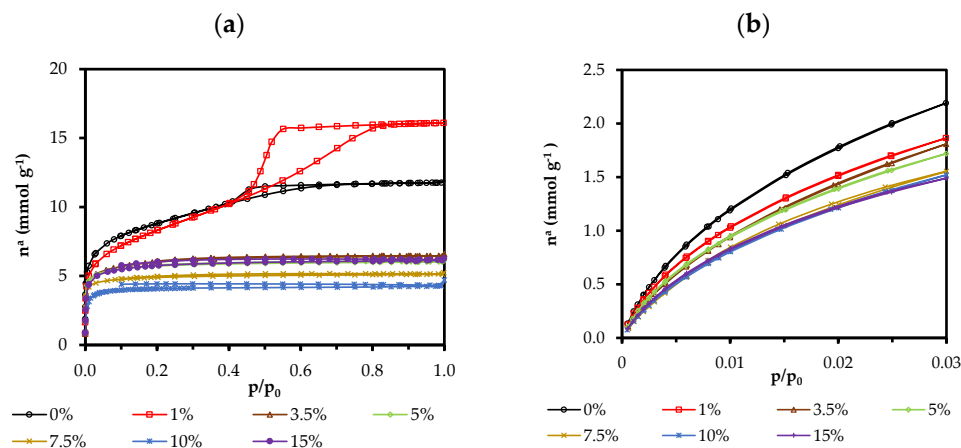 (a)
(b)
20
15
10
5
0
nᵃ (mmol g⁻¹)
0.0 0.2 0.4 0.6 0.8 1.0
p/p₀
0% 1% 3.5% 5%
7.5% 10% 15%
2.5
2.0
1.5
1.0
0.5
0.0
nᵃ (mmol g⁻¹)
0 0.01 0.02 0.03
p/p₀
0% 1% 3.5% 5%
7.5% 10% 15%